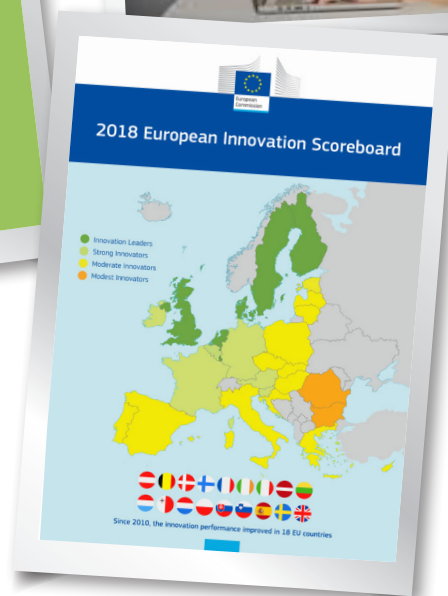 European
Commission
2018 European Innovation Scoreboard
Innovation Leaders
Strong Innovators
Moderate Innovators
Modest Innovators
Since 2010, the innovation performance improved in 18 EU countries